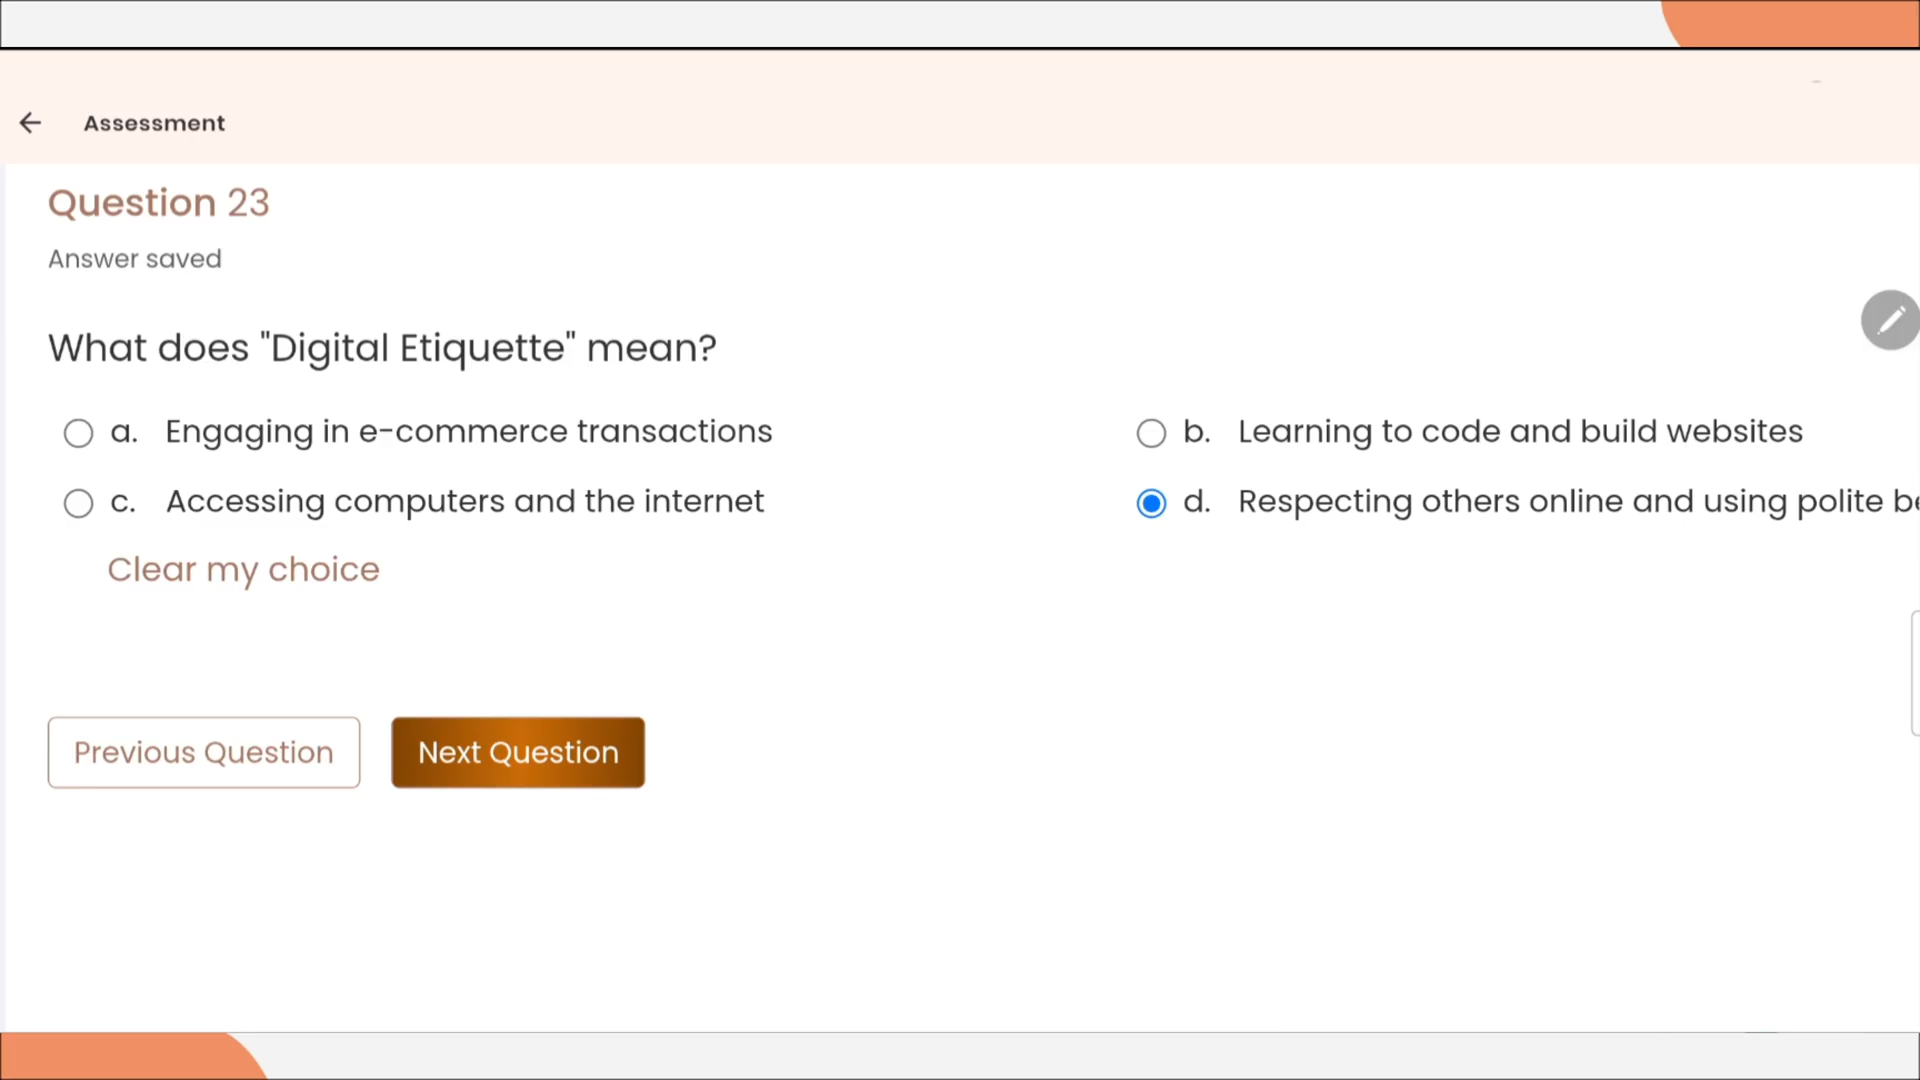 Assessment
Question 23
Answer saved
What does "Digital Etiquette" mean?
a. Engaging in e-commerce transactions
b. Learning to code and build websites
c. Accessing computers and the internet
d. Respecting others online and using polite
Clear my choice
Previous Question
Next Question